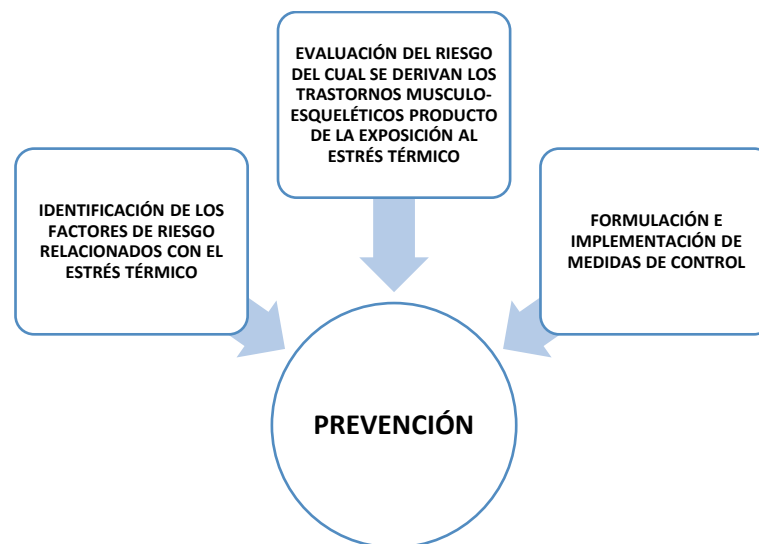 IDENTIFICACIÓN DE LOS
FACTORES DE RIESGO
RELACIONADOS CON EL
ESTRÉS TÉRMICO
EVALUACIÓN DEL RIESGO
DEL CUAL SE DERIVAN LOS
TRASTORNOS MUSCULO-
ESQUELÉTICOS PRODUCTO
DE LA EXPOSICIÓN AL
ESTRÉS TÉRMICO
FORMULACIÓN E
IMPLEMENTACIÓN DE
MEDIDAS DE CONTROL
PREVENCIÓN